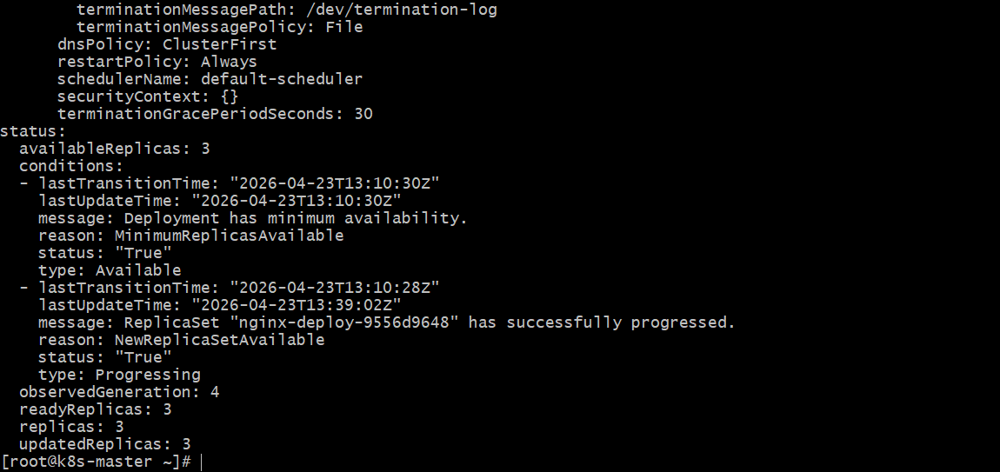 terminationMessagePath: /dev/termination-log
        terminationMessagePolicy: File
      dnsPolicy: ClusterFirst
      restartPolicy: Always
      schedulerName: default-scheduler
      securityContext: {}
      terminationGracePeriodSeconds: 30
status:
  availableReplicas: 3
  conditions:
  - lastTransitionTime: "2026-04-23T13:10:30Z"
    lastUpdateTime: "2026-04-23T13:10:30Z"
    message: Deployment has minimum availability.
    reason: MinimumReplicasAvailable
    status: "True"
    type: Available
  - lastTransitionTime: "2026-04-23T13:10:28Z"
    lastUpdateTime: "2026-04-23T13:39:02Z"
    message: ReplicaSet "nginx-deploy-9556d9648" has successfully progressed.
    reason: NewReplicaSetAvailable
    status: "True"
    type: Progressing
  observedGeneration: 4
  readyReplicas: 3
  replicas: 3
  updatedReplicas: 3
[root@k8s-master ~]#